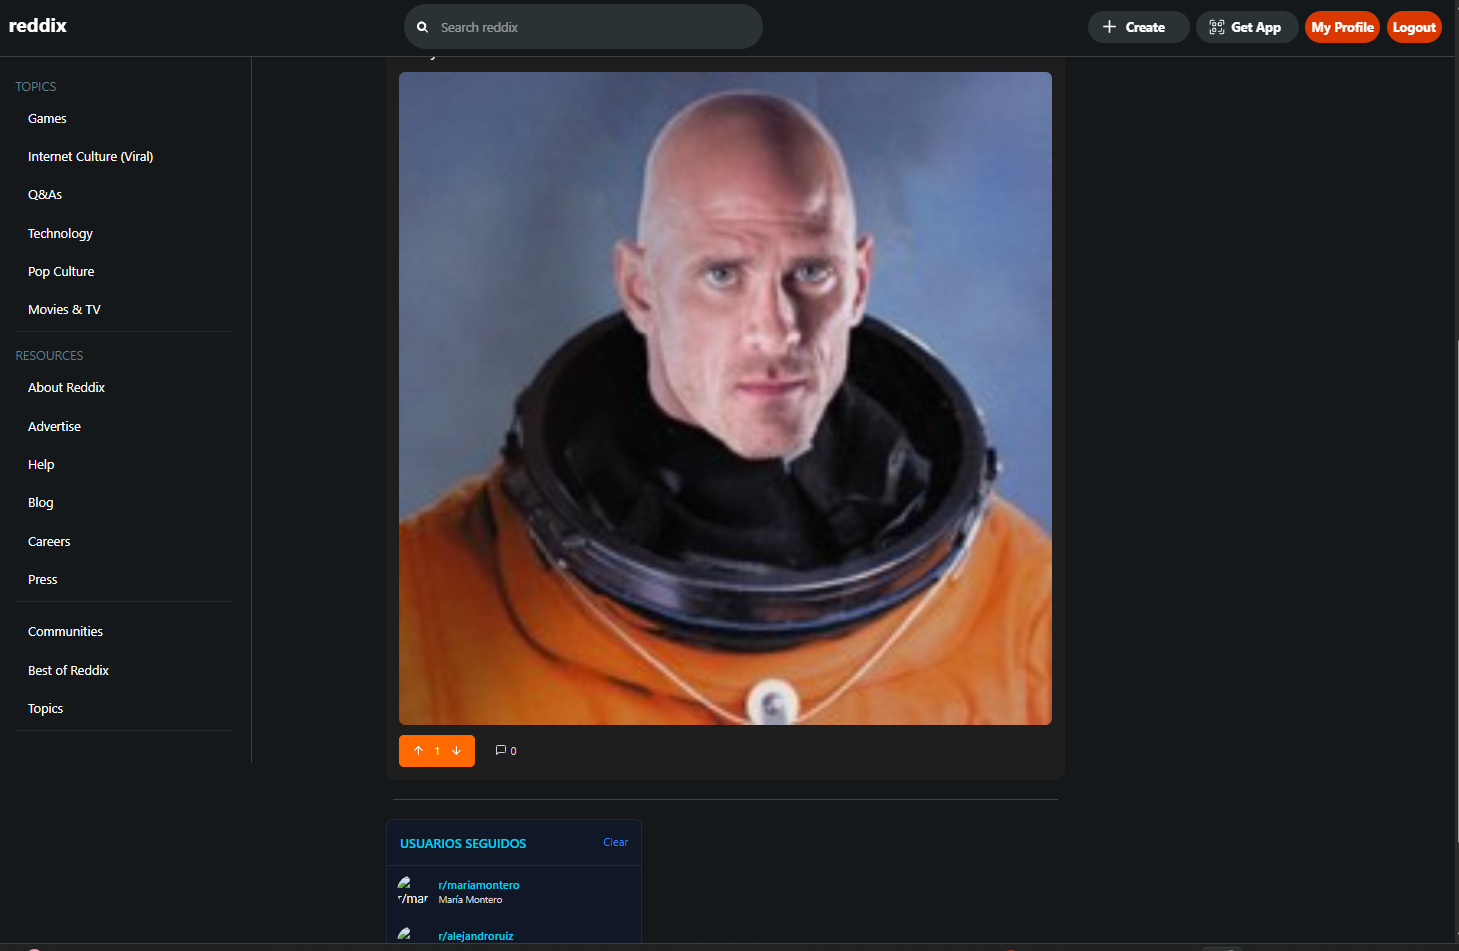 reddix
Search reddix
Create
Get App
My Profile
Logout
TOPICS
Games
Internet Culture (Viral)
Q&As
Technology
Pop Culture
Movies & TV
RESOURCES
About Reddix
Advertise
Help
Blog
Careers
Press
Communities
Best of Reddix
Topics
1
0
USUARIOS SEGUIDOS
Clear
r/mar
r/mariamontero
María Montero
r/alejandroruiz